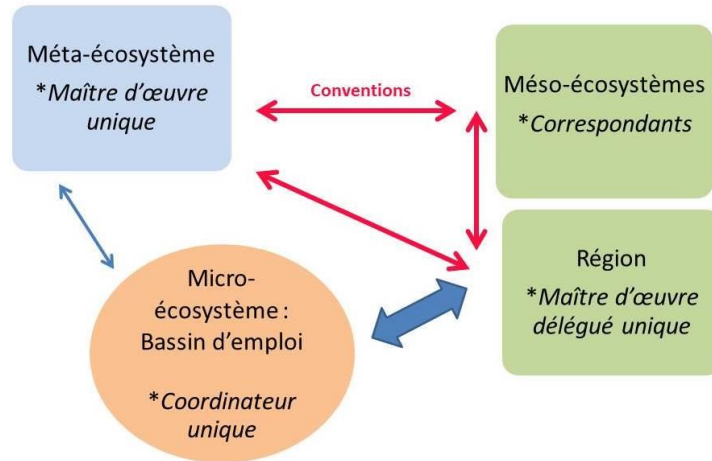 Méta-écosystème
*Maître d'œuvre
unique
Conventions
Méso-écosystèmes
*Correspondants
Région
*Maître d'œuvre
délégué unique
Micro-
écosystème :
Bassin d'emploi
*Coordinateur
unique